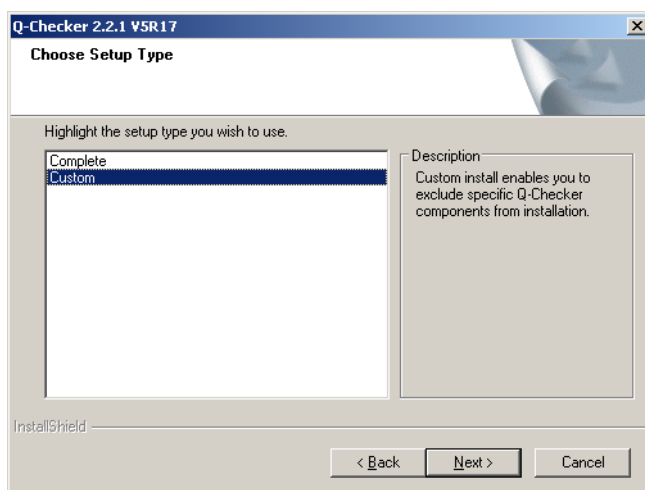 Q-Checker 2.2.1 V5R17
Choose Setup Type
Highlight the setup type you wish to use.
Complete
Custom
Description
Custom install enables you to
exclude specific Q-Checker
components from installation.
InstallShield
< Back
Next >
Cancel